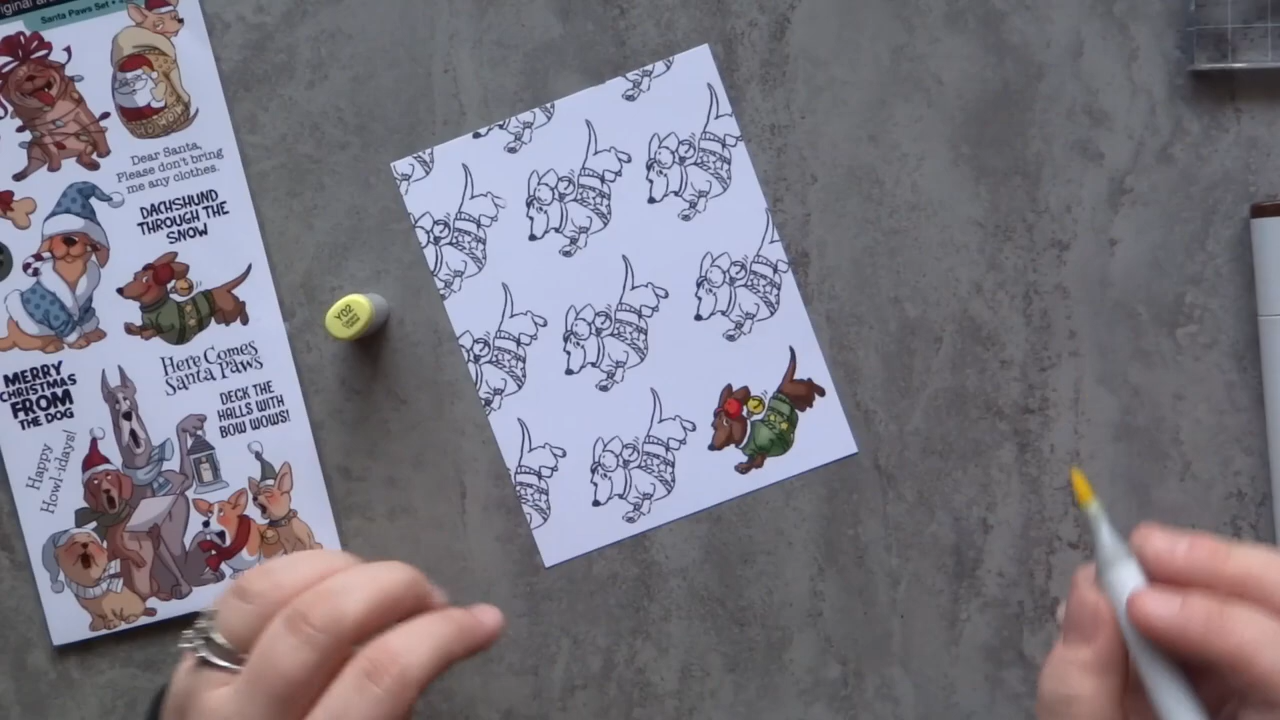 Santa Paws Set •
Dear Santa,
Please don't bring
me any clothes.
DACHSHUND
THROUGH THE
SNOW
Y02
Here Comes
Santa Paws
MERRY
CHRISTMAS
FROM
THE DOG
DECK THE
HALLS WITH
BOW WOWS!
Happy
Howl-idays!